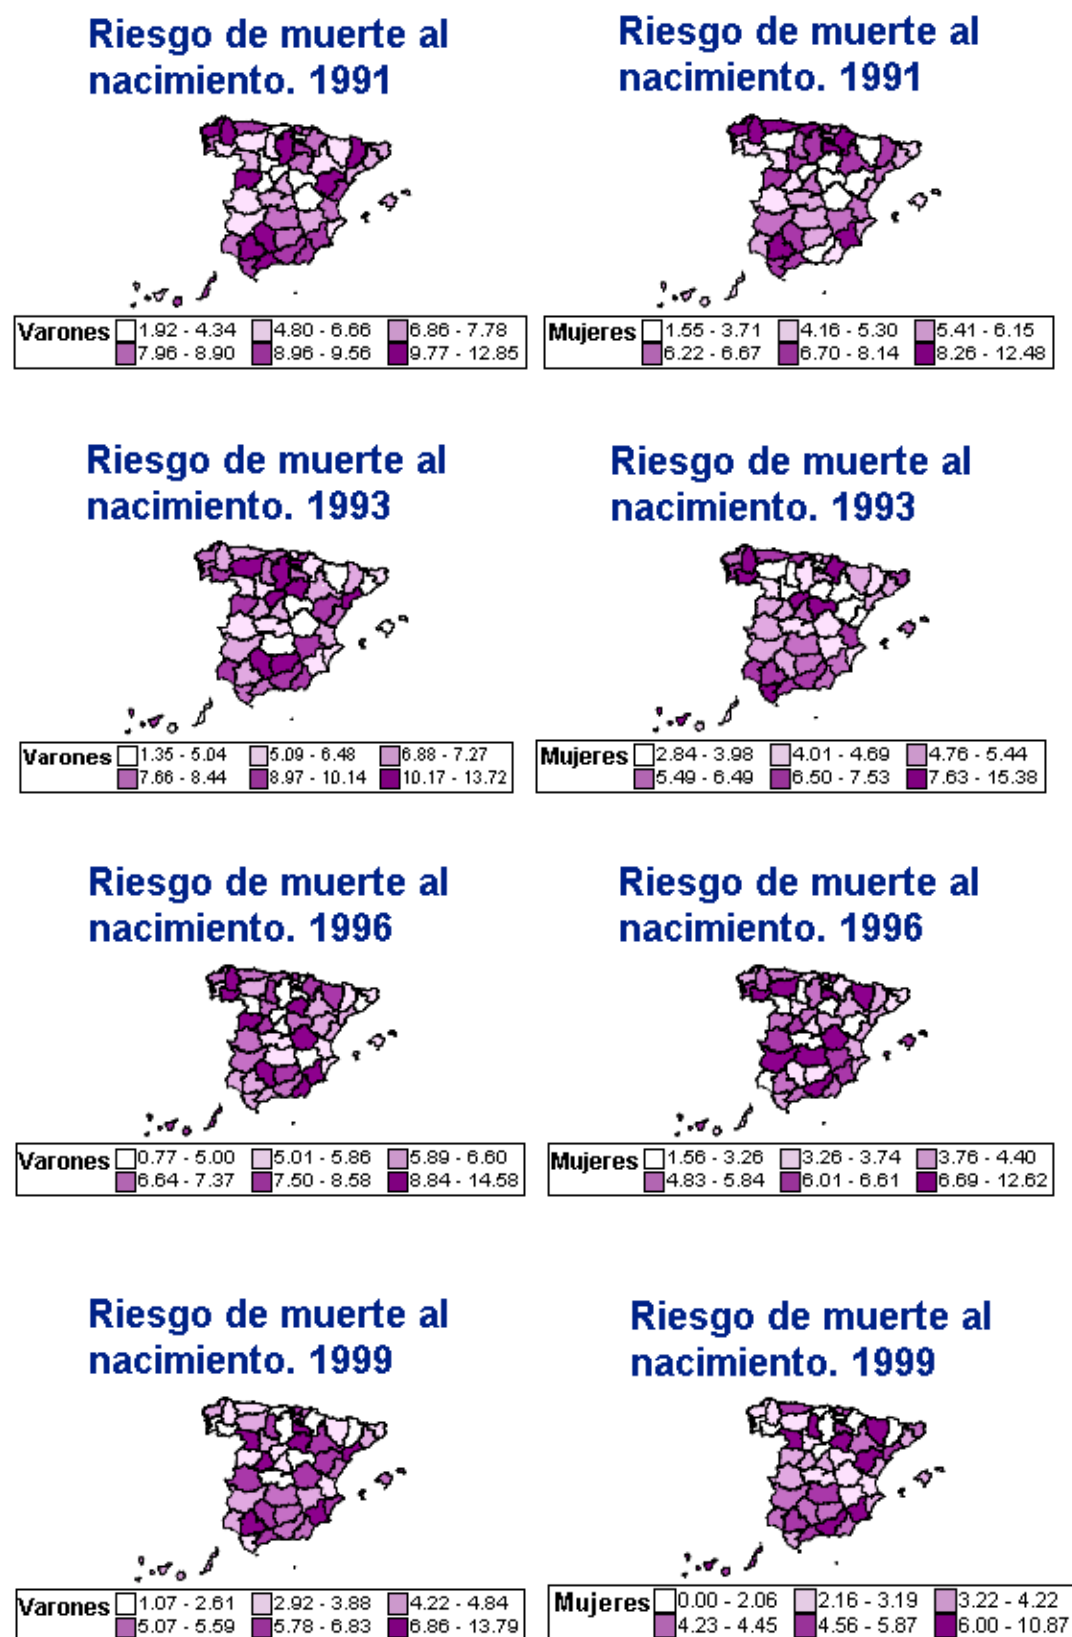 Riesgo de muerte al
nacimiento. 1991
Varones 1.92 - 4.34 4.80 - 6.66 6.86 - 7.78
7.96 - 8.90 8.96 - 9.56 9.77 - 12.85
Riesgo de muerte al
nacimiento. 1991
Mujeres 1.55 - 3.71 4.16 - 5.30 5.41 - 6.15
6.22 - 6.67 6.70 - 8.14 8.26 - 12.48
Riesgo de muerte al
nacimiento. 1993
Varones 1.35 - 5.04 5.09 - 6.48 6.88 - 7.27
7.66 - 8.44 8.97 - 10.14 10.17 - 13.72
Riesgo de muerte al
nacimiento. 1993
Mujeres 2.84 - 3.98 4.01 - 4.69 4.76 - 5.44
5.49 - 6.49 6.50 - 7.53 7.63 - 15.38
Riesgo de muerte al
nacimiento. 1996
Varones 0.77 - 5.00 5.01 - 5.86 5.89 - 6.60
6.64 - 7.37 7.50 - 8.58 8.84 - 14.58
Riesgo de muerte al
nacimiento. 1996
Mujeres 1.56 - 3.26 3.26 - 3.74 3.76 - 4.40
4.83 - 5.84 6.01 - 6.61 6.69 - 12.62
Riesgo de muerte al
nacimiento. 1999
Varones 1.07 - 2.61 2.92 - 3.88 4.22 - 4.84
5.07 - 5.59 5.78 - 6.83 6.86 - 13.79
Riesgo de muerte al
nacimiento. 1999
Mujeres 0.00 - 2.06 2.16 - 3.19 3.22 - 4.22
4.23 - 4.45 4.56 - 5.87 6.00 - 10.87